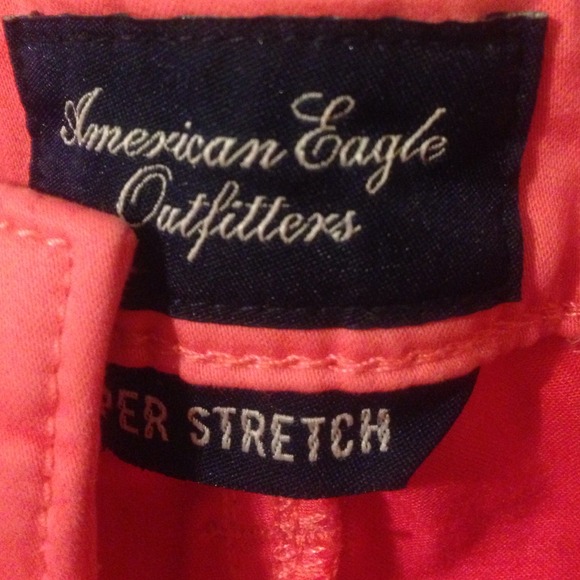 American Eagle
Outfitters
PER STRETCH